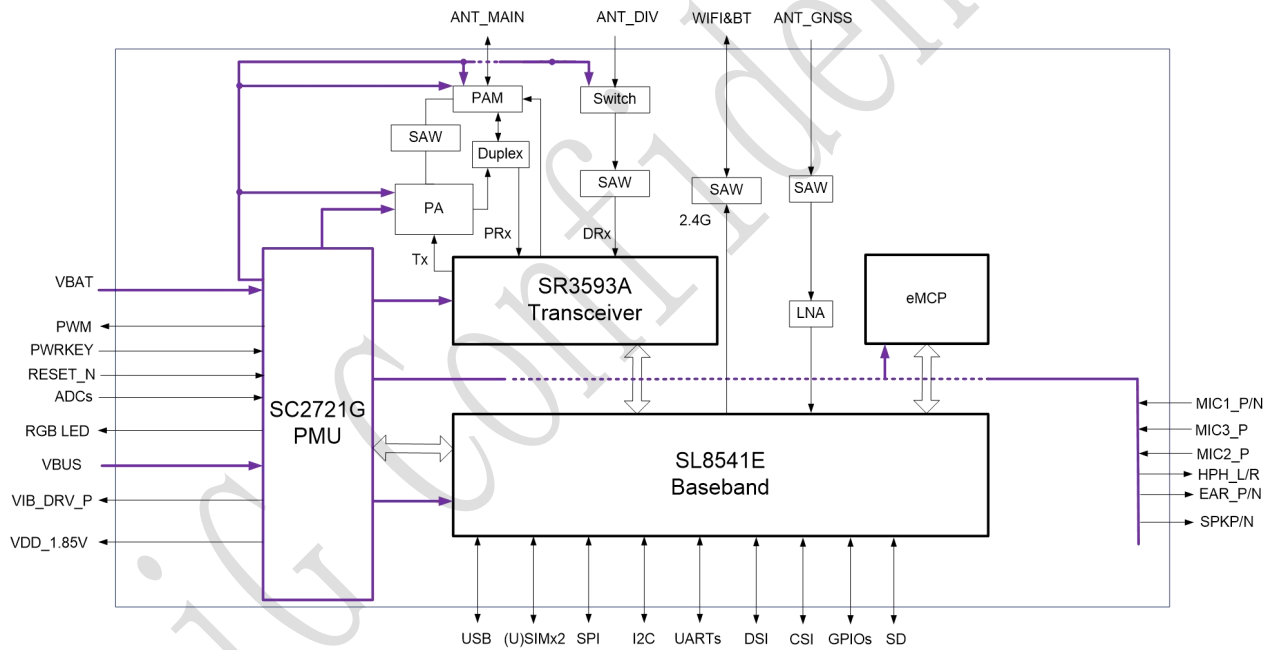 ANT_MAIN
ANT_DIV
WIFI&BT
ANT_GNSS
PAM
Switch
SAW
Duplex
SAW
SAW
SAW
PA
2.4G
PRx
DRx
Tx
SR3593A
Transceiver
LNA
eMCP
VBAT
PWM
PWRKEY
RESET_N
ADCs
RGB LED
VBUS
VIB_DRV_P
VDD_1.85V
SC2721G
PMU
SL8541E
Baseband
MIC1_P/N
MIC3_P
MIC2_P
HPH_L/R
EAR_P/N
SPKP/N
USB
(U)SIMx2
SPI
I2C
UARTs
DSI
CSI
GPIOs
SD